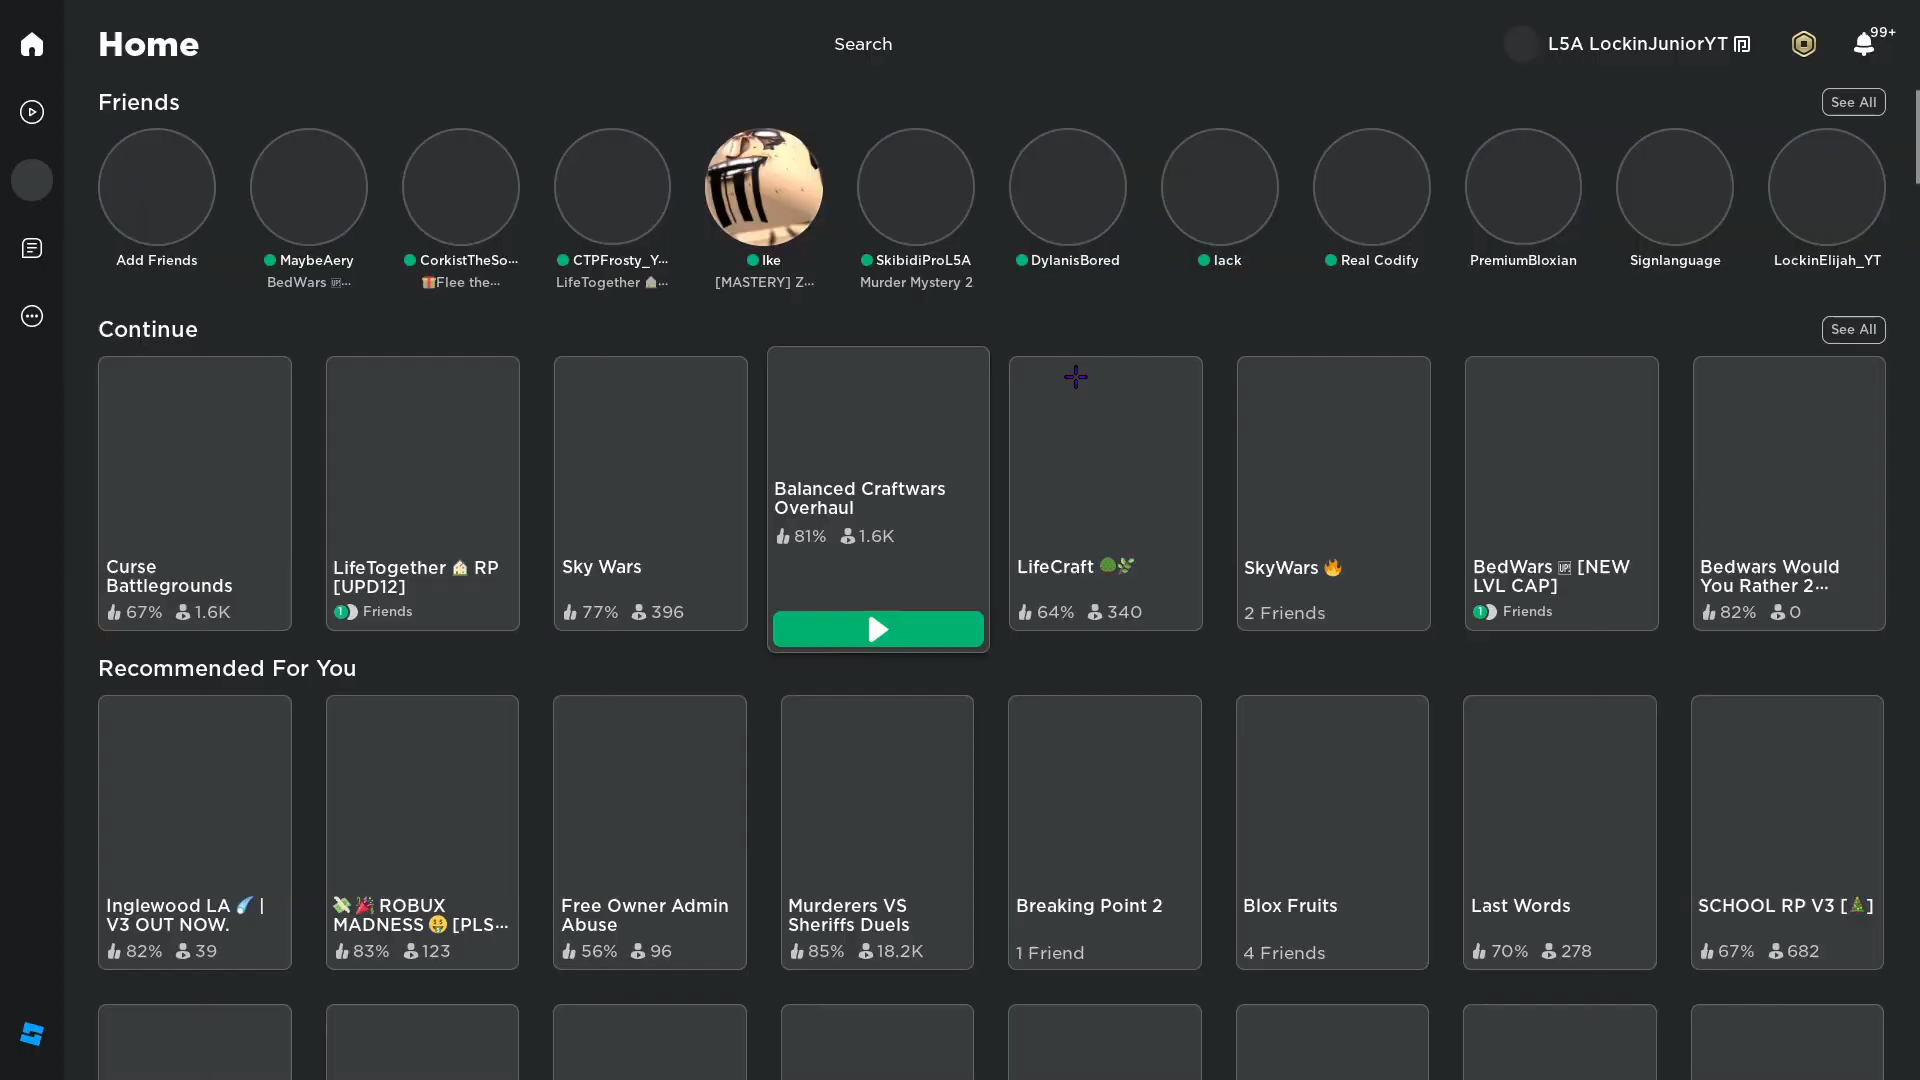 Home
Search
L5A LockinJuniorYT
99+
Friends
See All
Add Friends
MaybeAery
BedWars 🆙...
CorkistTheSo...
🎁Flee the...
CTPFrosty_Y...
LifeTogether 🏠...
Ike
[MASTERY] Z...
SkibidiProL5A
Murder Mystery 2
DylanisBored
lack
Real Codify
PremiumBloxian
Signlanguage
LockinElijah_YT
Continue
See All
Curse
Battlegrounds
67% 1.6K
LifeTogether 🏠 RP
[UPD12]
1 Friends
Sky Wars
77% 396
Balanced Craftwars
Overhaul
81% 1.6K
LifeCraft 🌳🌿
64% 340
SkyWars 🔥
2 Friends
BedWars 🆙 [NEW
LVL CAP]
1 Friends
Bedwars Would
You Rather 2...
82% 0
Recommended For You
Inglewood LA ☄️ |
V3 OUT NOW.
82% 39
💸🎉 ROBUX
MADNESS 🤑 [PLS...
83% 123
Free Owner Admin
Abuse
56% 96
Murderers VS
Sheriffs Duels
85% 18.2K
Breaking Point 2
1 Friend
Blox Fruits
4 Friends
Last Words
70% 278
SCHOOL RP V3 [🎄]
67% 682